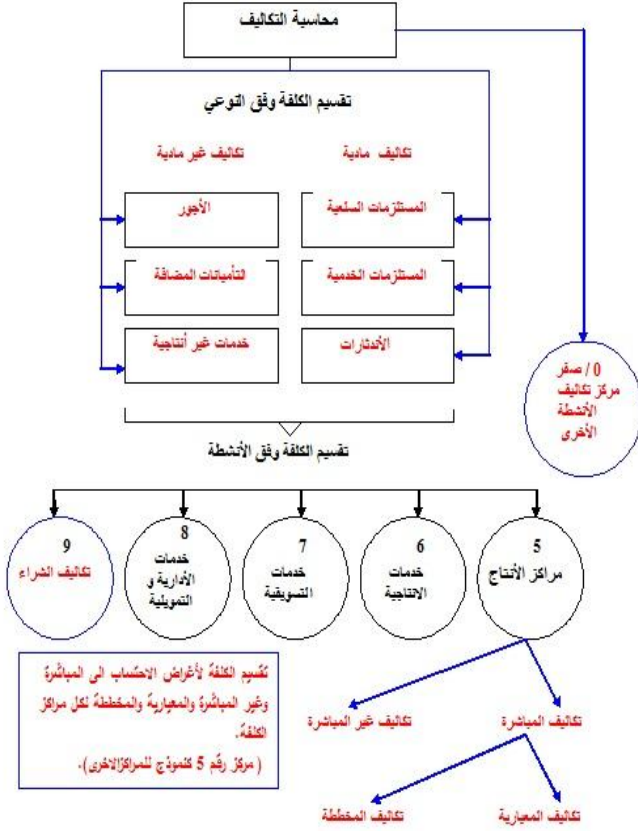 محاسبة التكاليف
تقسيم الكلفة وفق النوعي
تكاليف مادية
تكاليف غير مادية
المستلزمات السلعية
الأجور
المستلزمات الخدمية
التأميانات المضافة
الأندثارات
خدمات غير أنتاجية
0 / صفر
مركز تكاليف
الأنشطة
الأخرى
تقسيم الكلفة وفق الأنشطة
5
مراكز الأنتاج
6
خدمات
الانتاجية
7
خدمات
التسويقية
8
خدمات
الأدارية و
التمويلية
9
تكاليف الشراء
تقسيم الكلفة لأغراض الاحتساب الى المباشرة
وغير المباشرة والمعيارية والمخططة لكل مراكز
الكلفة.
( مركز رقم 5 كنموذج للمراكزالاخرى).
تكاليف المباشرة
تكاليف غير المباشرة
تكاليف المعيارية
تكاليف المخططة